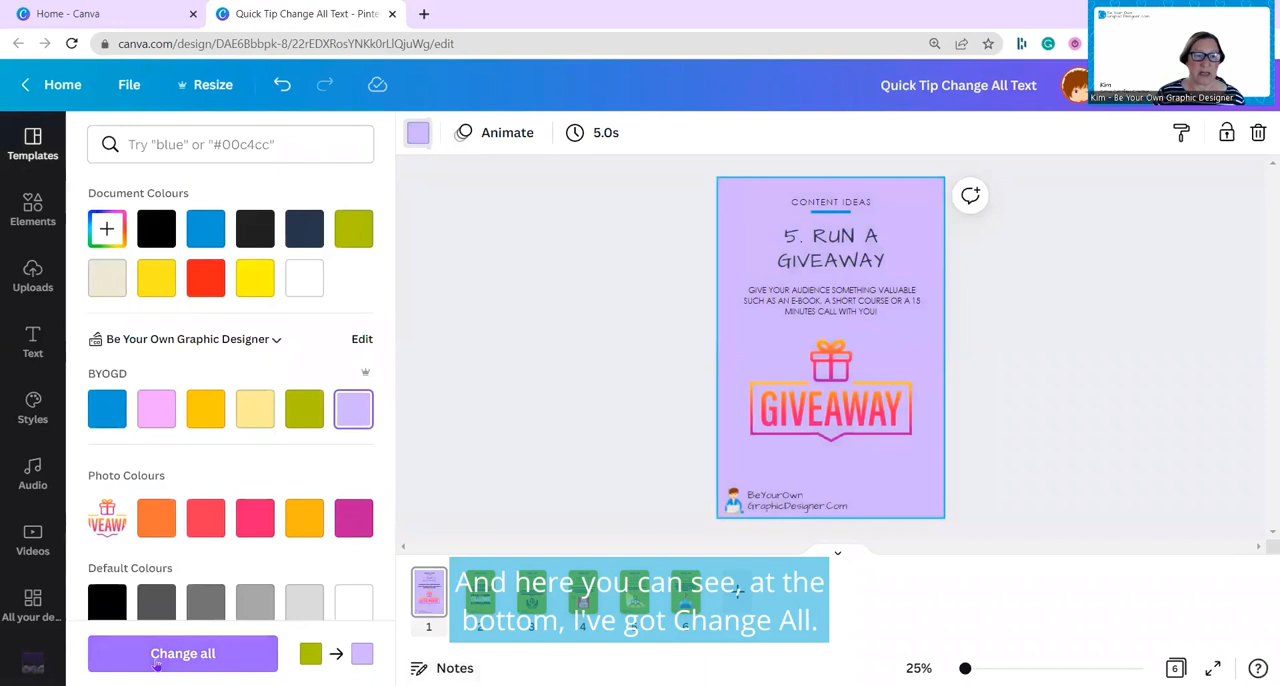 Home - Canva
Quick Tip Change All Text - Pinte
canva.com/design/DAE6Bbbpk-8/22rEDXRosYNKk0rLlQjuWg/edit
Home
File
Resize
Quick Tip Change All Text
Kim
Kim - Be Your Own Graphic Designer
Templates
Elements
Uploads
Text
Styles
Audio
Videos
All your de...
Try "blue" or "#00c4cc"
Document Colours
Be Your Own Graphic Designer
Edit
BYOGD
Photo Colours
Default Colours
Change all
Animate
5.0s
CONTENT IDEAS
5. RUN A
GIVEAWAY
GIVE YOUR AUDIENCE SOMETHING VALUABLE
SUCH AS AN E-BOOK, A SHORT COURSE OR A 15
MINUTES CALL WITH YOU!
GIVEAWAY
BeYourOwn
GraphicDesigner.Com
And here you can see, at the
bottom, I've got Change All.
1
Notes
25%
6